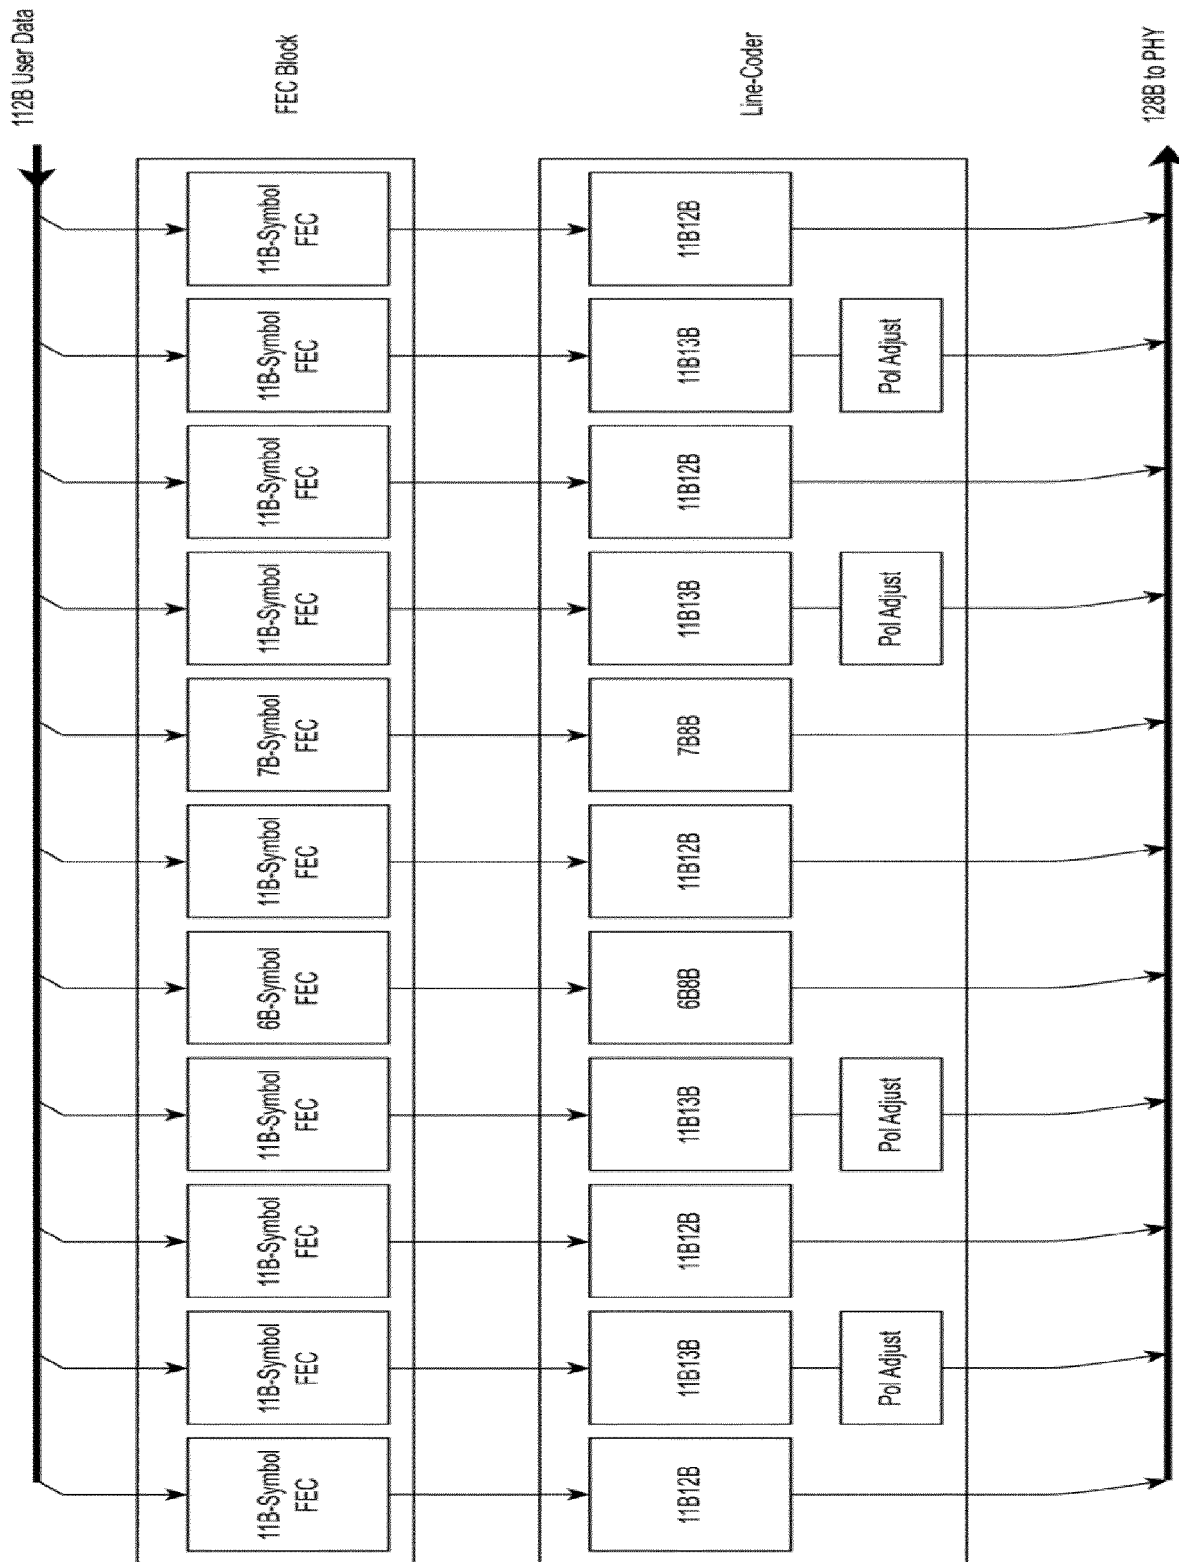 112B User Data
11B-Symbol
FEC
11B-Symbol
FEC
11B-Symbol
FEC
11B-Symbol
FEC
6B-Symbol
FEC
11B-Symbol
FEC
7B-Symbol
FEC
11B-Symbol
FEC
11B-Symbol
FEC
11B-Symbol
FEC
11B-Symbol
FEC
FEC Block
11B12B
11B13B
11B12B
11B13B
6B8B
11B12B
7B8B
11B13B
11B12B
11B13B
11B12B
Line-Coder
Pol Adjust
Pol Adjust
Pol Adjust
Pol Adjust
128B to PHY